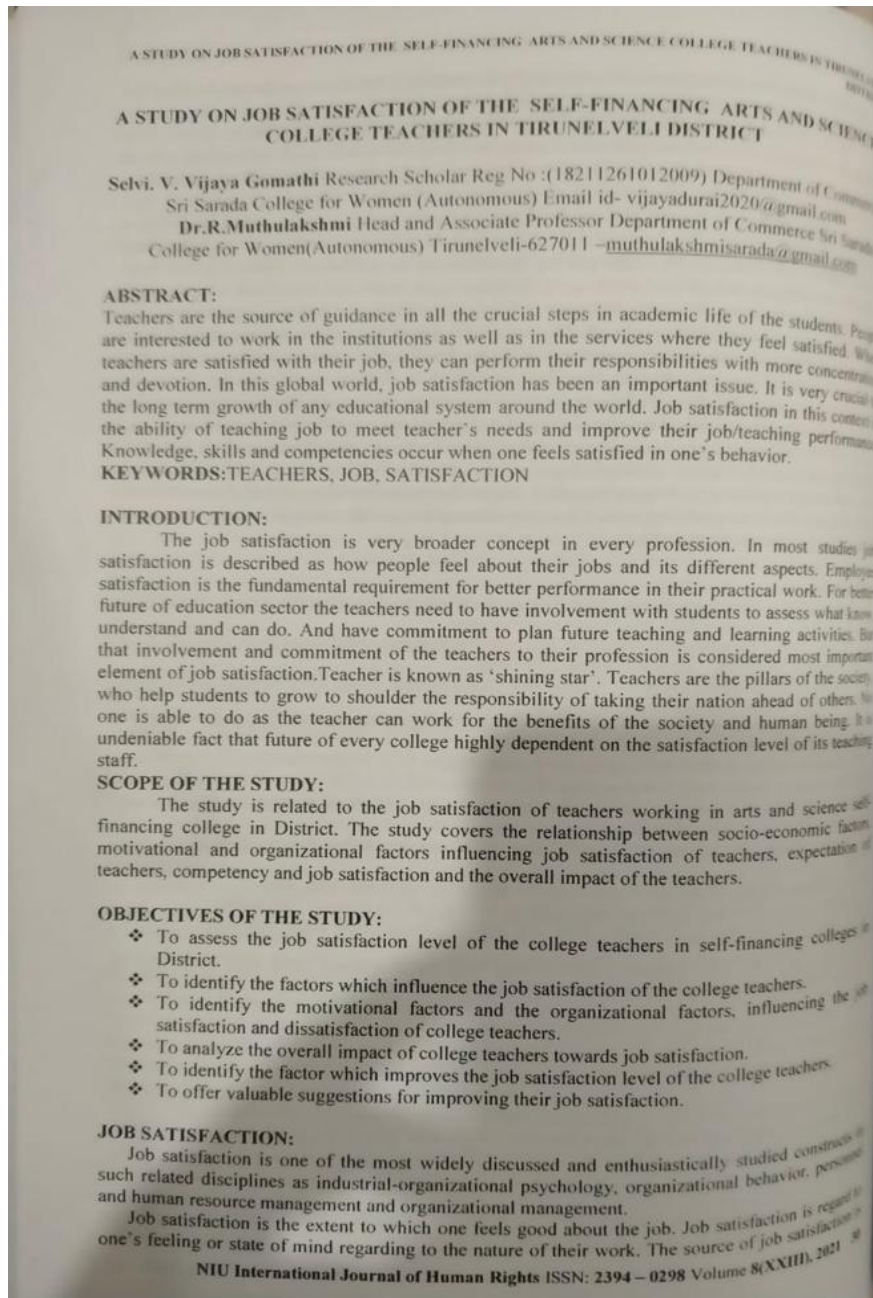 A STUDY ON JOB SATISFACTION OF THE SELF-FINANCING ARTS AND SCIENCE COLLEGE TEACHERS IN
A STUDY ON JOB SATISFACTION OF THE SELF-FINANCING ARTS AND
COLLEGE TEACHERS IN TIRUNELVELI DISTRICT
Selvi. V. Vijaya Gomathi Research Scholar Reg No :(18211261012009) Department of
Sri Sarada College for Women (Autonomous) Email id- vijayadurai2020@gmail.com
Dr.R.Muthulakshmi Head and Associate Professor Department of Commerce Sri Sarada
College for Women(Autonomous) Tirunelveli-627011 –muthulakshmisarada@gmail.com
ABSTRACT:
Teachers are the source of guidance in all the crucial steps in academic life of the students.
are interested to work in the institutions as well as in the services where they feel satisfied.
teachers are satisfied with their job, they can perform their responsibilities with more
and devotion. In this global world, job satisfaction has been an important issue. It is very crucial
the long term growth of any educational system around the world. Job satisfaction in this context
the ability of teaching job to meet teacher's needs and improve their job/teaching
Knowledge, skills and competencies occur when one feels satisfied in one's behavior.
KEYWORDS:TEACHERS, JOB, SATISFACTION
INTRODUCTION:
The job satisfaction is very broader concept in every profession. In most studies
satisfaction is described as how people feel about their jobs and its different aspects.
satisfaction is the fundamental requirement for better performance in their practical work. For
future of education sector the teachers need to have involvement with students to assess what
understand and can do. And have commitment to plan future teaching and learning activities.
that involvement and commitment of the teachers to their profession is considered most
element of job satisfaction.Teacher is known as ‘shining star’. Teachers are the pillars of the society
who help students to grow to shoulder the responsibility of taking their nation ahead of others.
one is able to do as the teacher can work for the benefits of the society and human being.
undeniable fact that future of every college highly dependent on the satisfaction level of its teaching
staff.
SCOPE OF THE STUDY:
The study is related to the job satisfaction of teachers working in arts and science self-
financing college in District. The study covers the relationship between socio-economic
motivational and organizational factors influencing job satisfaction of teachers, expectation of
teachers, competency and job satisfaction and the overall impact of the teachers.
OBJECTIVES OF THE STUDY:
❖ To assess the job satisfaction level of the college teachers in self-financing colleges
District.
❖ To identify the factors which influence the job satisfaction of the college teachers.
❖ To identify the motivational factors and the organizational factors, influencing the job
satisfaction and dissatisfaction of college teachers.
❖ To analyze the overall impact of college teachers towards job satisfaction.
❖ To identify the factor which improves the job satisfaction level of the college teachers.
❖ To offer valuable suggestions for improving their job satisfaction.
JOB SATISFACTION:
Job satisfaction is one of the most widely discussed and enthusiastically studied constructs
such related disciplines as industrial-organizational psychology, organizational behavior,
and human resource management and organizational management.
Job satisfaction is the extent to which one feels good about the job. Job satisfaction is regard
one's feeling or state of mind regarding to the nature of their work. The source of job satisfaction
NIU International Journal of Human Rights ISSN: 2394 – 0298 Volume 8(XXIII), 2021